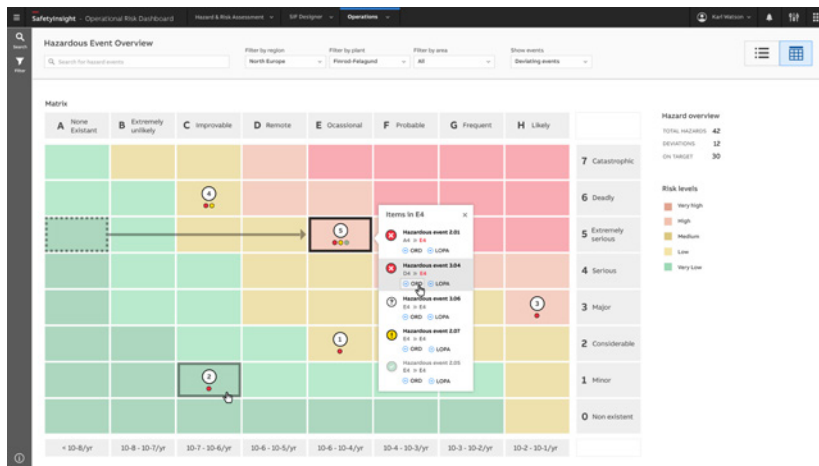 SafetyInsight - Operational Risk Dashboard
Hazard & Risk Assessment
SIF Designer
Operations
Karl Matson
Search
Filter
Hazardous Event Overview
Search for hazard events
Filter by region
North Europe
Filter by plant
Finrod-Felagund
Filter by area
All
Show events
Deviating events
Matrix
A None Existant
B Extremely unlikely
C Improvable
D Remote
E Ocassional
F Probable
G Frequent
H Likely
7 Catastrophic
6 Deadly
5 Extremely serious
4 Serious
3 Major
2 Considerable
1 Minor
0 Non existent
4
5
3
1
2
Items in E4
Hazardous event 2.01
A4 » E4
ORD LOPA
Hazardous event 3.04
D4 » E4
ORD LOPA
Hazardous event 3.06
E4 » E4
ORD LOPA
Hazardous event 2.07
E4 » E4
ORD LOPA
Hazardous event 2.05
E4 » E4
ORD LOPA
< 10-8/yr
10-8 - 10-7/yr
10-7 - 10-6/yr
10-6 - 10-5/yr
10-6 - 10-4/yr
10-4 - 10-3/yr
10-3 - 10-2/yr
10-2 - 10-1/yr
Hazard overview
TOTAL HAZARDS 42
DEVIATIONS 12
ON TARGET 30
Risk levels
Very high
High
Medium
Low
Very Low